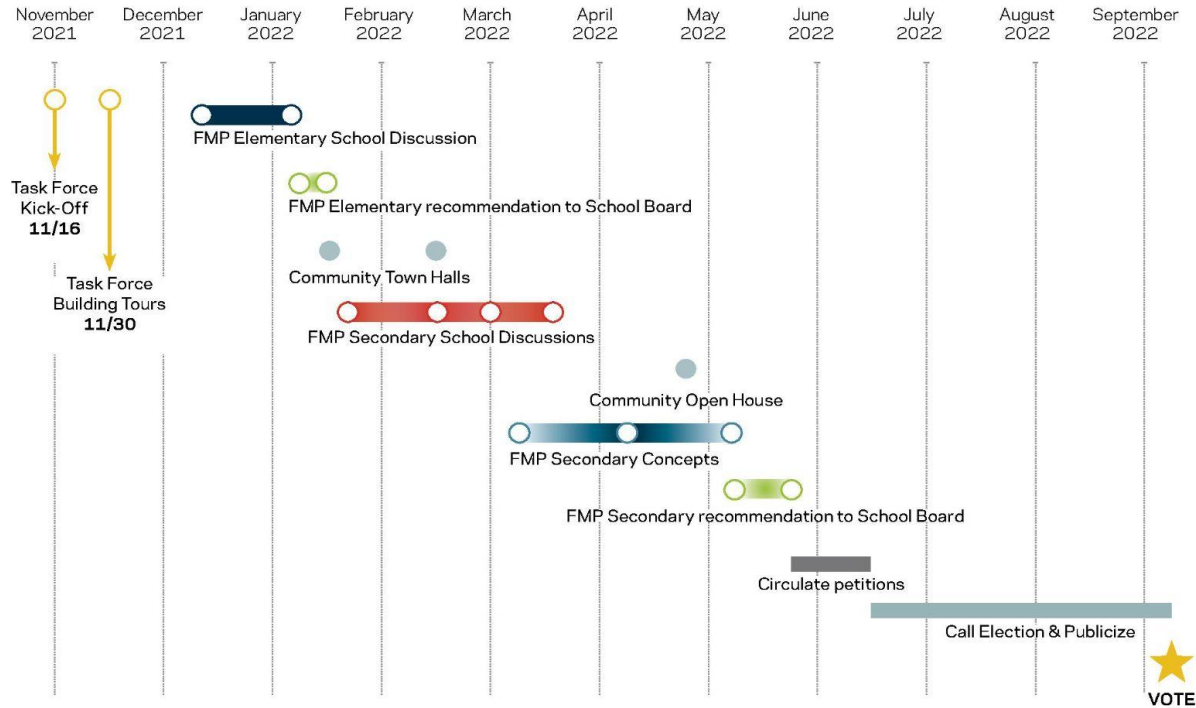 November December January February March April May June July August September
2021 2021 2022 2022 2022 2022 2022 2022 2022 2022 2022
FMP Elementary School Discussion
Task Force
Kick-Off
11/16
FMP Elementary recommendation to School Board
Community Town Halls
Task Force
Building Tours
11/30
FMP Secondary School Discussions
Community Open House
FMP Secondary Concepts
FMP Secondary recommendation to School Board
Circulate petitions
Call Election & Publicize
VOTE